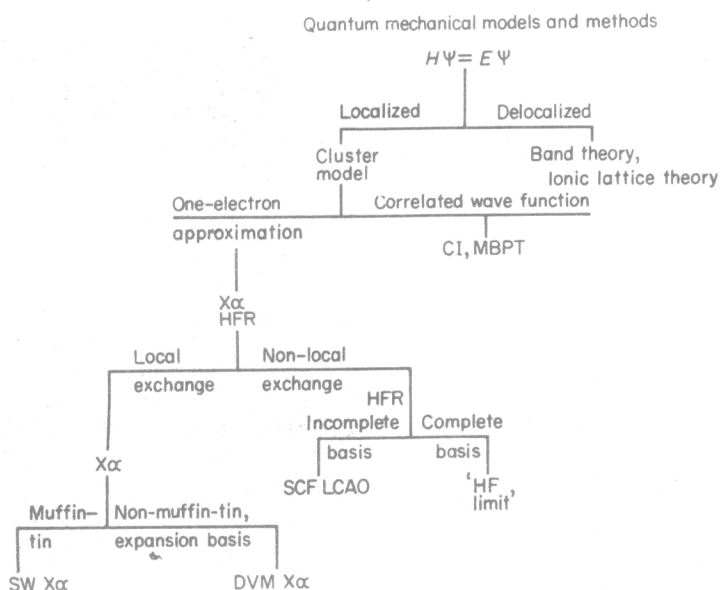 Quantum mechanical models and methods
HΨ = EΨ
Localized Delocalized
Cluster
model
Band theory,
Ionic lattice theory
One-electron
approximation
Correlated wave function
CI, MBPT
Xα
HFR
Local
exchange
Non-local
exchange
HFR
Incomplete
basis
Complete
basis
SCF LCAO
'HF
limit'
Xα
Muffin-
tin
Non-muffin-tin,
expansion basis
SW Xα
DVM Xα